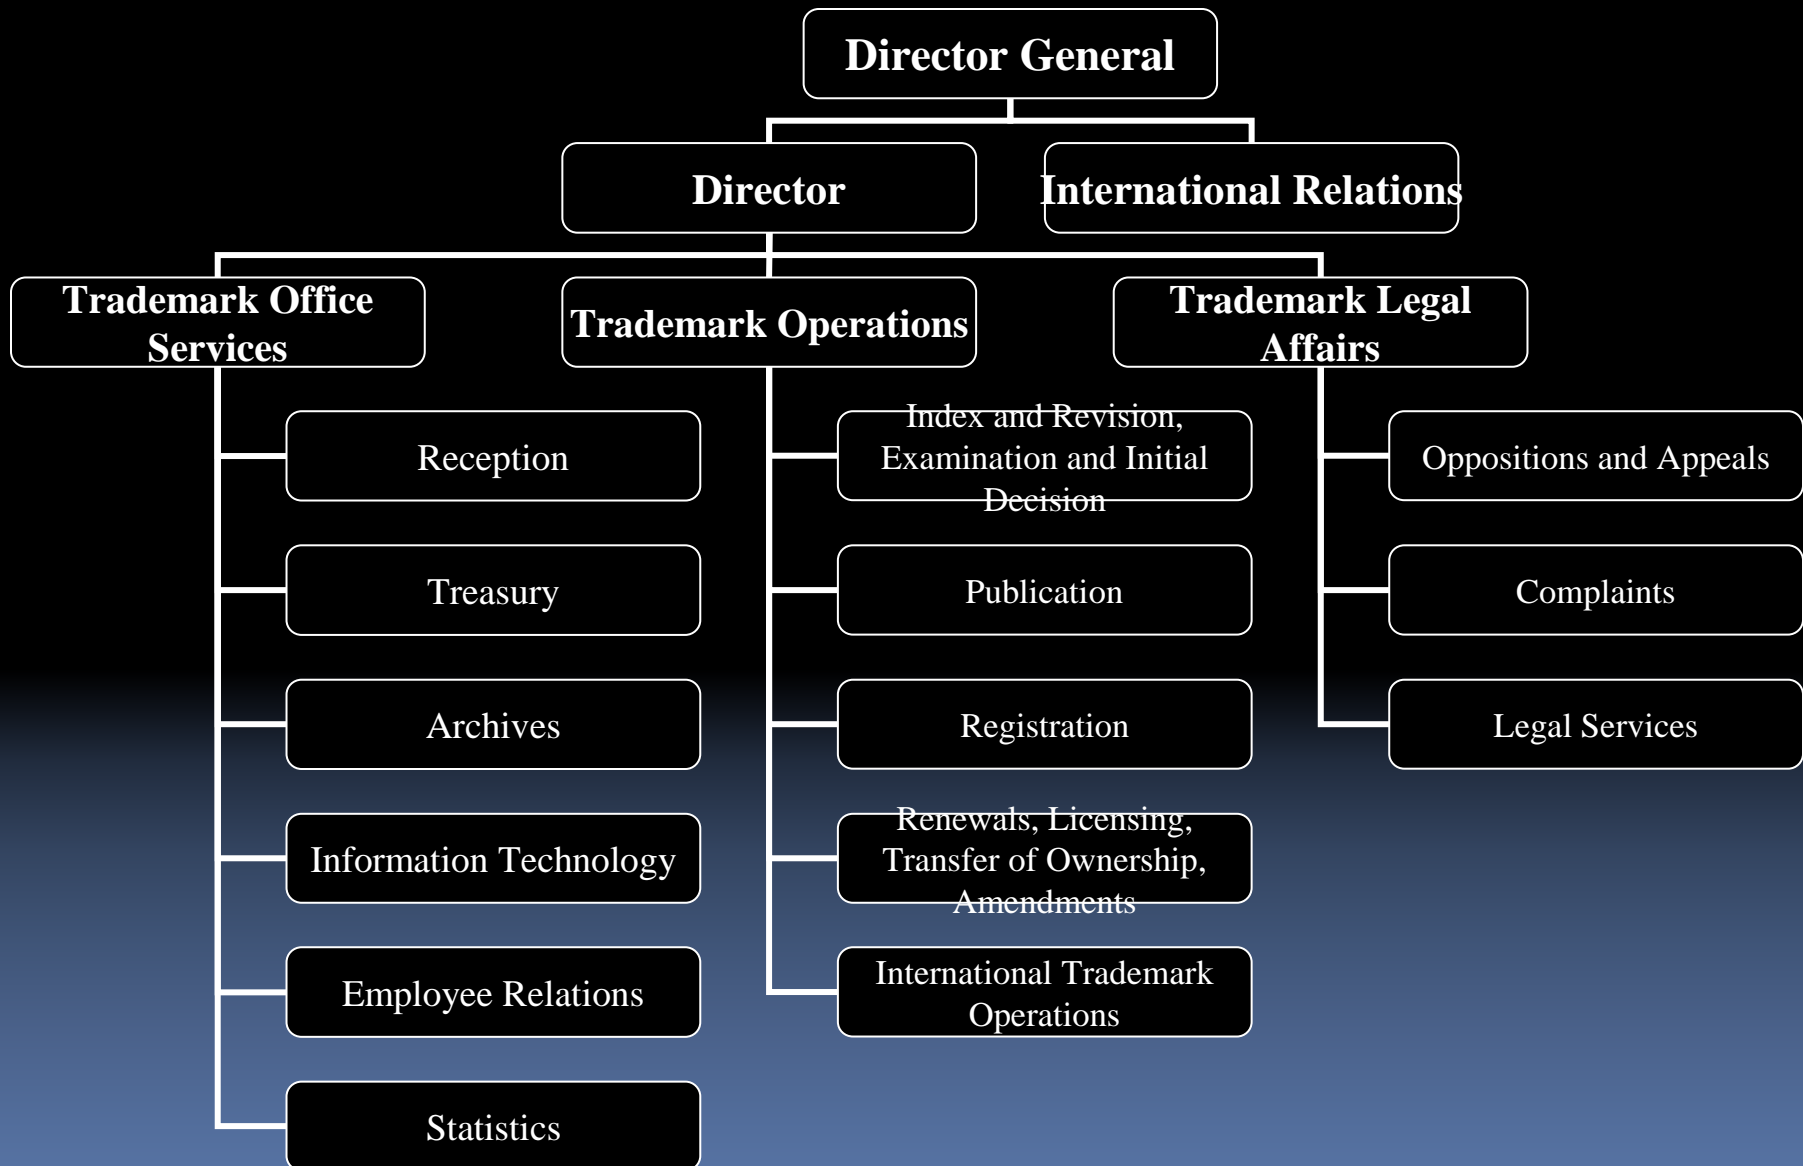 Director General
Director
International Relations
Trademark Office
Services
Trademark Operations
Trademark Legal
Affairs
Reception
Treasury
Archives
Information Technology
Employee Relations
Statistics
Index and Revision,
Examination and Initial
Decision
Publication
Registration
Renewals, Licensing,
Transfer of Ownership,
Amendments
International Trademark
Operations
Oppositions and Appeals
Complaints
Legal Services